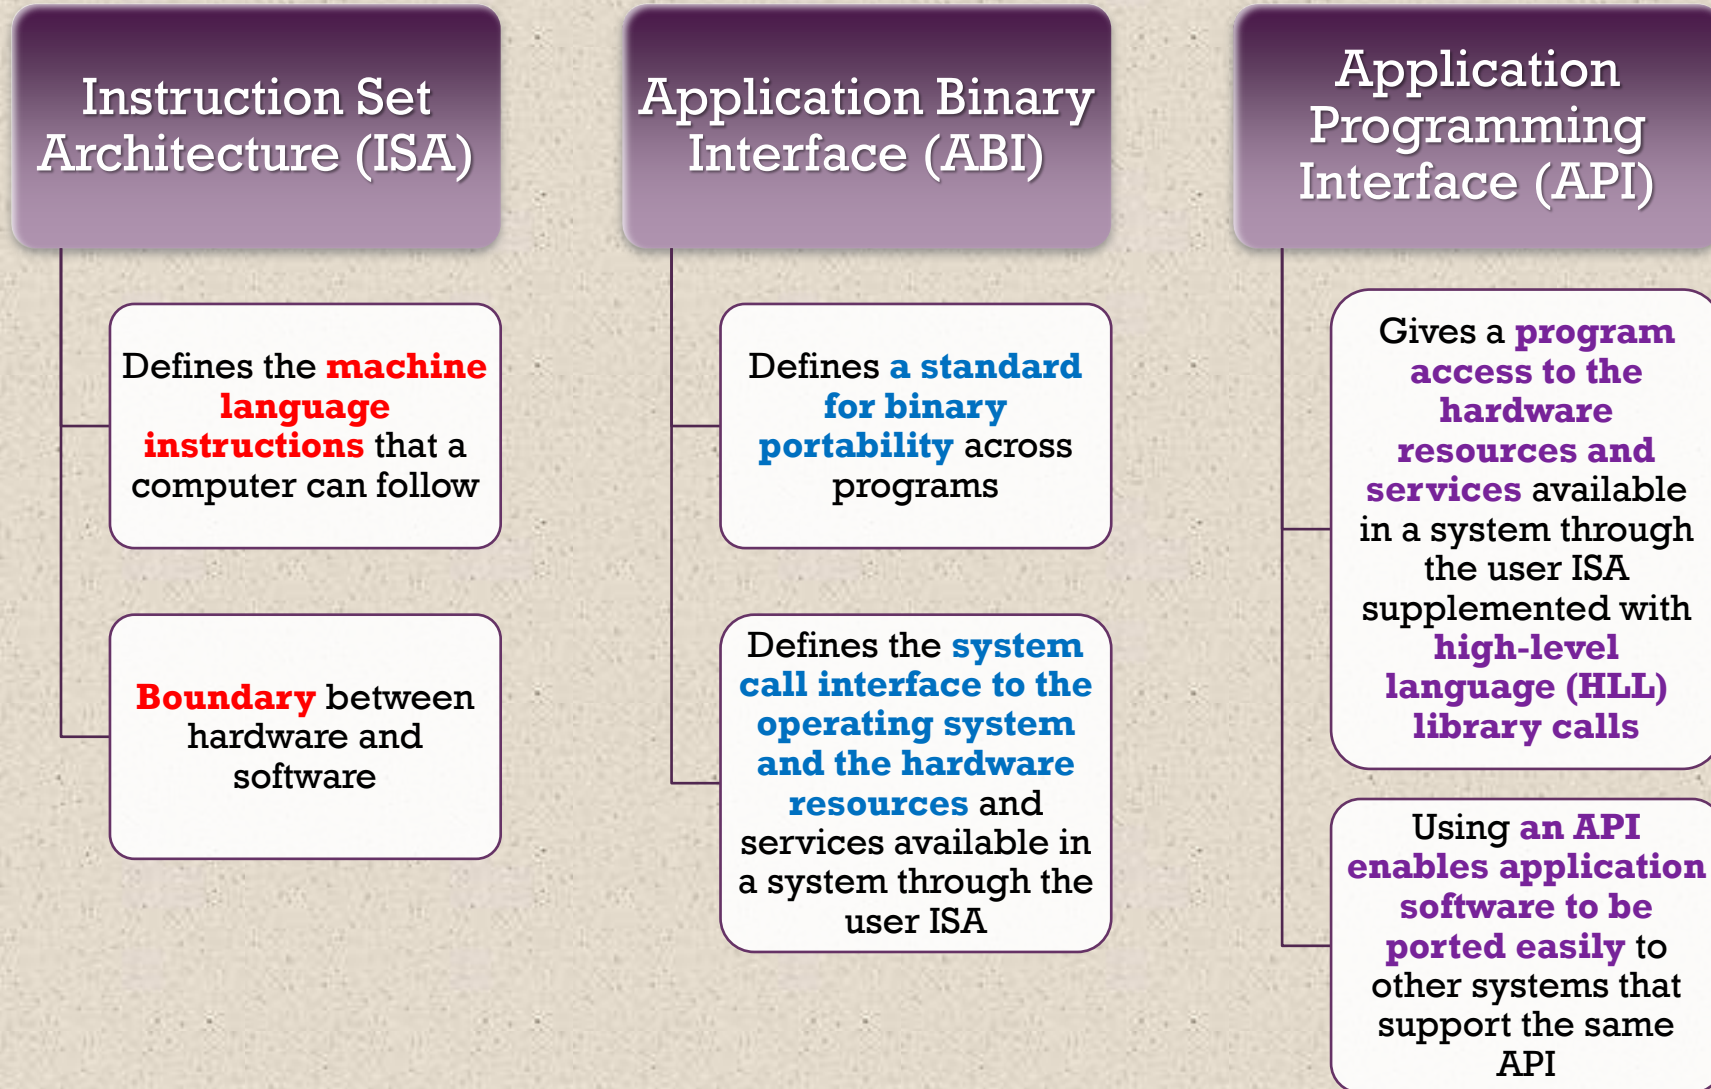 Instruction Set
Architecture (ISA)
Defines the machine
language
instructions that a
computer can follow
Boundary between
hardware and
software
Application Binary
Interface (ABI)
Defines a standard
for binary
portability across
programs
Defines the system
call interface to the
operating system
and the hardware
resources and
services available in
a system through the
user ISA
Application
Programming
Interface (API)
Gives a program
access to the
hardware
resources and
services available
in a system through
the user ISA
supplemented with
high-level
language (HLL)
library calls
Using an API
enables application
software to be
ported easily to
other systems that
support the same
API